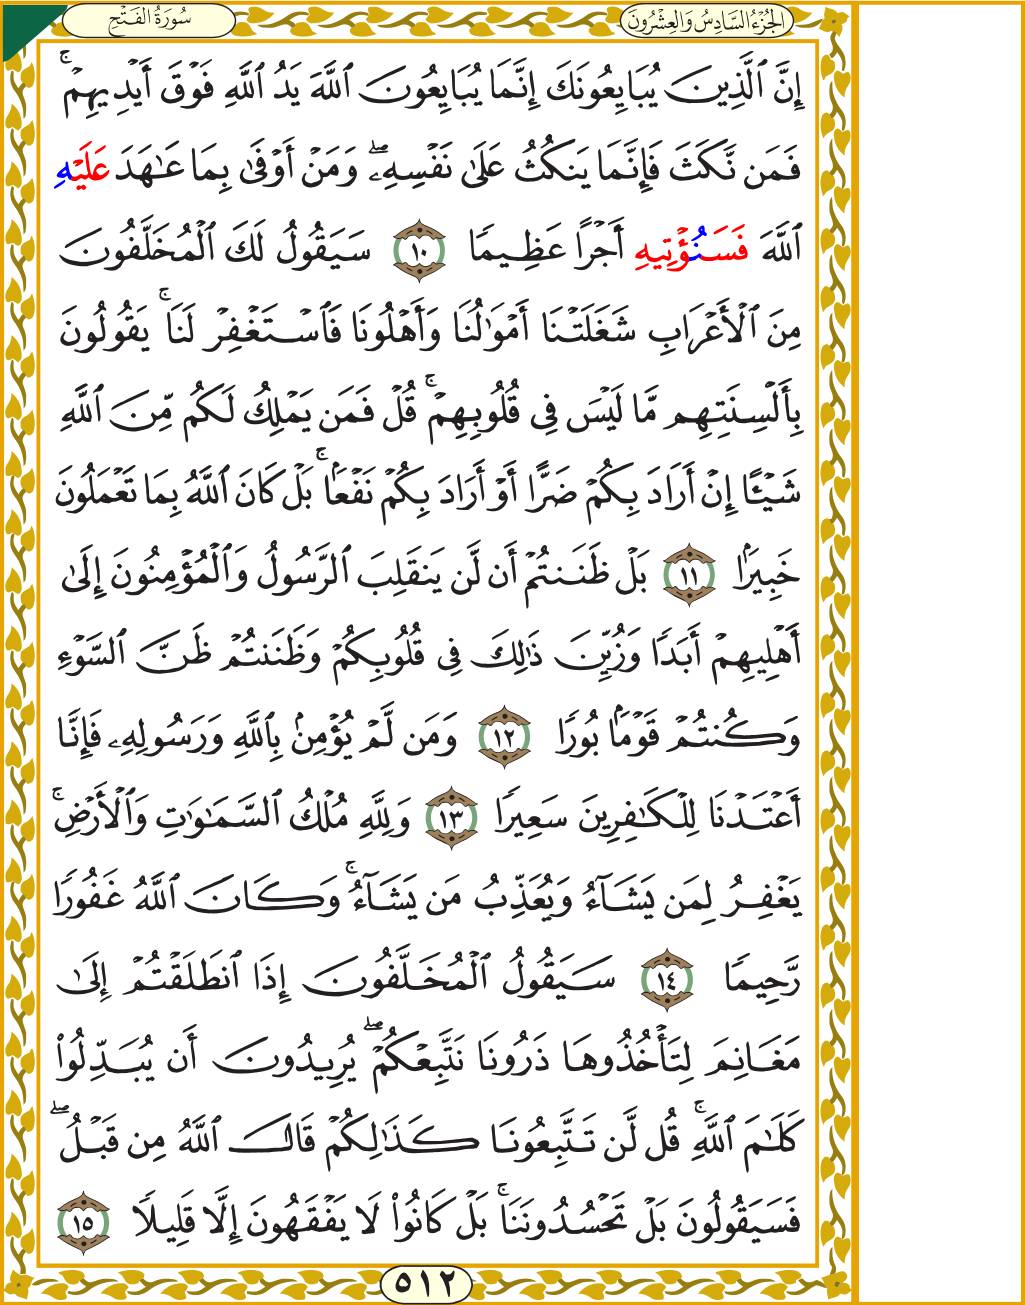 الجُزْءُ السَّادِسُ وَالعِشْرُونَ
سُورَةُ الفَتْحِ
إِنَّ ٱلَّذِينَ يُبَايِعُونَكَ إِنَّمَا يُبَايِعُونَ ٱللَّهَ يَدُ ٱللَّهِ فَوْقَ أَيْدِيهِمْۚ
فَمَن نَّكَثَ فَإِنَّمَا يَنكُثُ عَلَىٰ نَفْسِهِۦۖ وَمَنْ أَوْفَىٰ بِمَا عَٰهَدَ عَلَيْهِ
ٱللَّهَ فَسَنُؤْتِيهِ أَجْرًا عَظِيمًا ١٠ سَيَقُولُ لَكَ ٱلْمُخَلَّفُونَ
مِنَ ٱلْأَعْرَابِ شَغَلَتْنَا أَمْوَٰلُنَا وَأَهْلُونَا فَٱسْتَغْفِرْ لَنَاۚ يَقُولُونَ
بِأَلْسِنَتِهِم مَّا لَيْسَ فِى قُلُوبِهِمْۚ قُلْ فَمَن يَمْلِكُ لَكُم مِّنَ ٱللَّهِ
شَيْـًٔا إِنْ أَرَادَ بِكُمْ ضَرًّا أَوْ أَرَادَ بِكُمْ نَفْعًۢاۚ بَلْ كَانَ ٱللَّهُ بِمَا تَعْمَلُونَ
خَبِيرًۢا ١١ بَلْ ظَنَنتُمْ أَن لَّن يَنقَلِبَ ٱلرَّسُولُ وَٱلْمُؤْمِنُونَ إِلَىٰ
أَهْلِيهِمْ أَبَدًا وَزُيِّنَ ذَٰلِكَ فِى قُلُوبِكُمْ وَظَنَنتُمْ ظَنَّ ٱلسَّوْءِ
وَكُنتُمْ قَوْمًۢا بُورًا ١٢ وَمَن لَّمْ يُؤْمِنۢ بِٱللَّهِ وَرَسُولِهِۦ فَإِنَّا
أَعْتَدْنَا لِلْكَٰفِرِينَ سَعِيرًا ١٣ وَلِلَّهِ مُلْكُ ٱلسَّمَٰوَٰتِ وَٱلْأَرْضِۚ
يَغْفِرُ لِمَن يَشَآءُ وَيُعَذِّبُ مَن يَشَآءُۚ وَكَانَ ٱللَّهُ غَفُورًا
رَّحِيمًا ١٤ سَيَقُولُ ٱلْمُخَلَّفُونَ إِذَا ٱنطَلَقْتُمْ إِلَىٰ
مَغَانِمَ لِتَأْخُذُوهَا ذَرُونَا نَتَّبِعْكُمْۖ يُرِيدُونَ أَن يُبَدِّلُوا۟
كَلَٰمَ ٱللَّهِۚ قُل لَّن تَتَّبِعُونَا كَذَٰلِكُمْ قَالَ ٱللَّهُ مِن قَبْلُۖ
فَسَيَقُولُونَ بَلْ تَحْسُدُونَنَاۚ بَلْ كَانُوا۟ لَا يَفْقَهُونَ إِلَّا قَلِيلًا ١٥
٥١٢